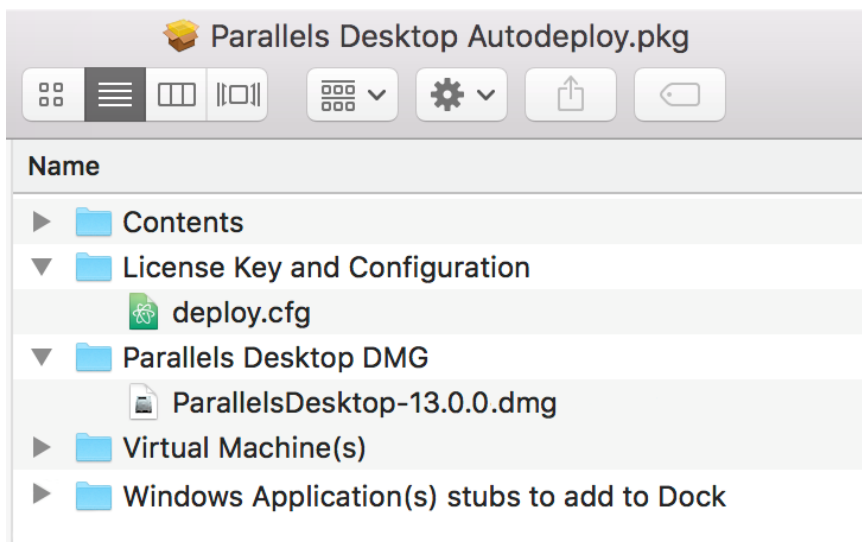 Parallels Desktop Autodeploy.pkg
Name
Contents
License Key and Configuration
deploy.cfg
Parallels Desktop DMG
ParallelsDesktop-13.0.0.dmg
Virtual Machine(s)
Windows Application(s) stubs to add to Dock